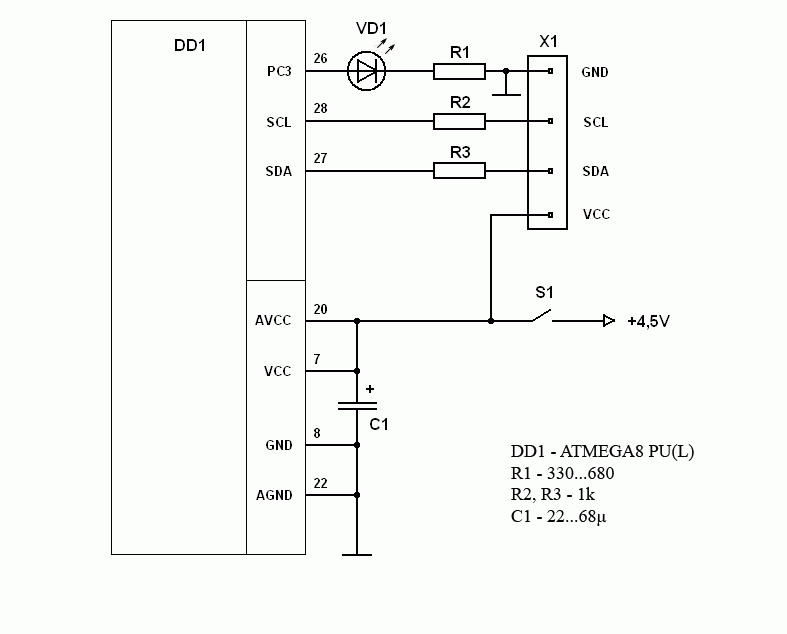 VD1
DD1
X1
R1
PC3
26
GND
R2
28
SCL
SCL
R3
27
SDA
SDA
VCC
S1
20
AVCC
+4,5V
7
VCC
+
C1
8
GND
DD1 - ATMEGA8 PU(L)
R1 - 330...680
22
AGND
R2, R3 - 1k
C1 - 22...68µ